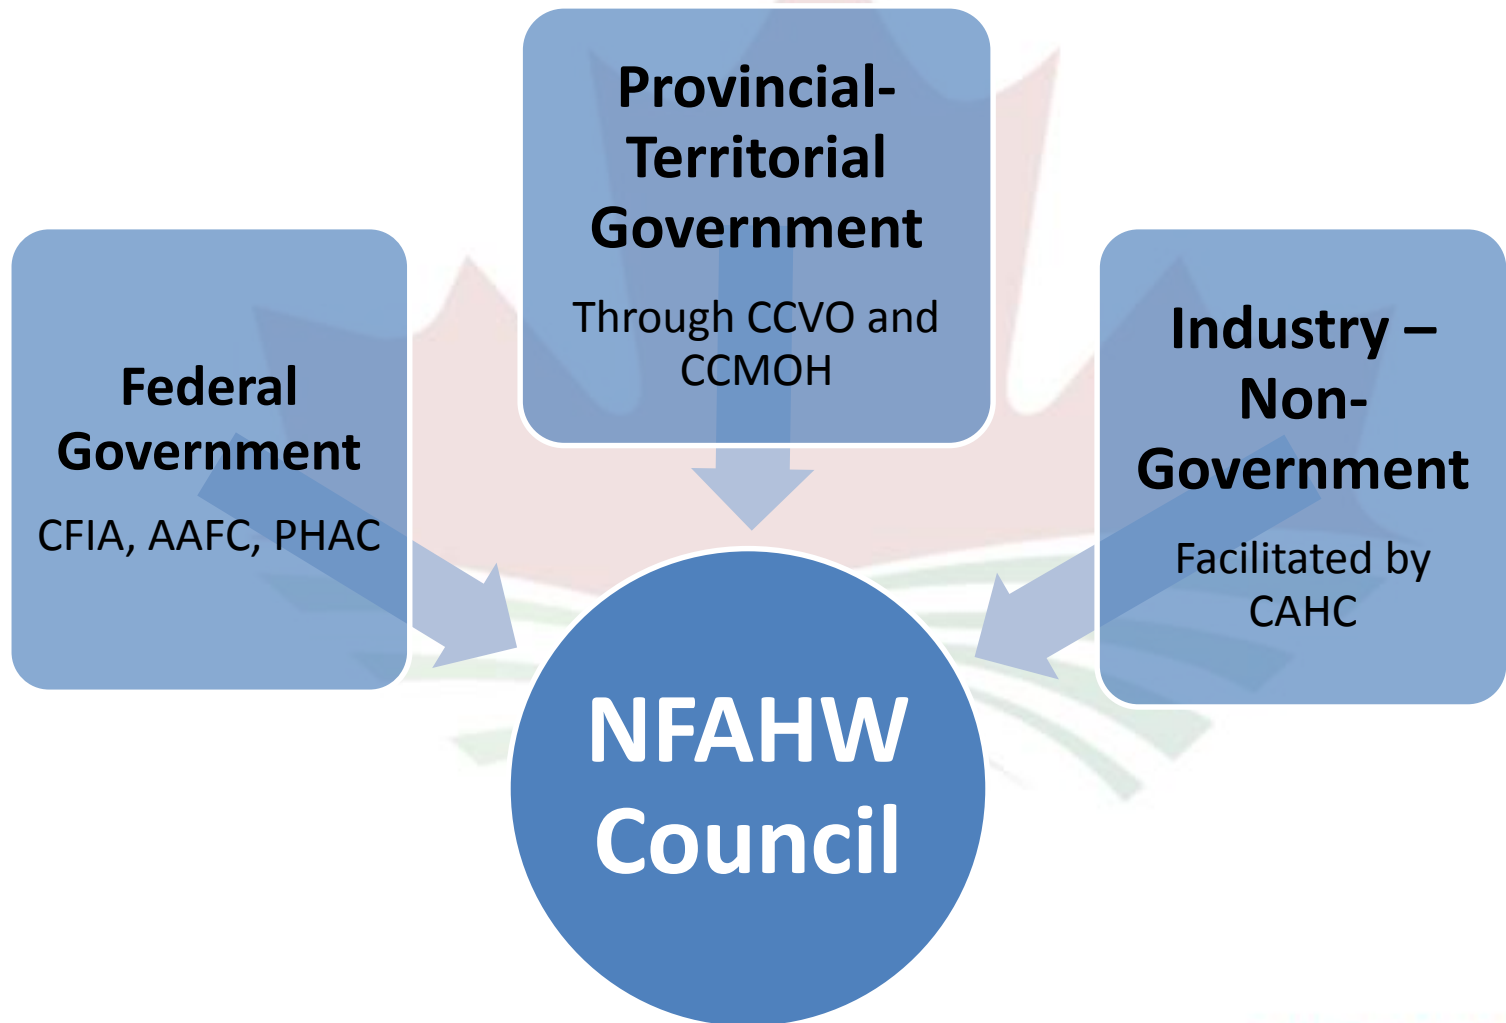 Provincial-
Territorial
Government
Through CCVO and
CCMOH
Federal
Government
CFIA, AAFC, PHAC
Industry –
Non-
Government
Facilitated by
CAHC
NFAHW
Council